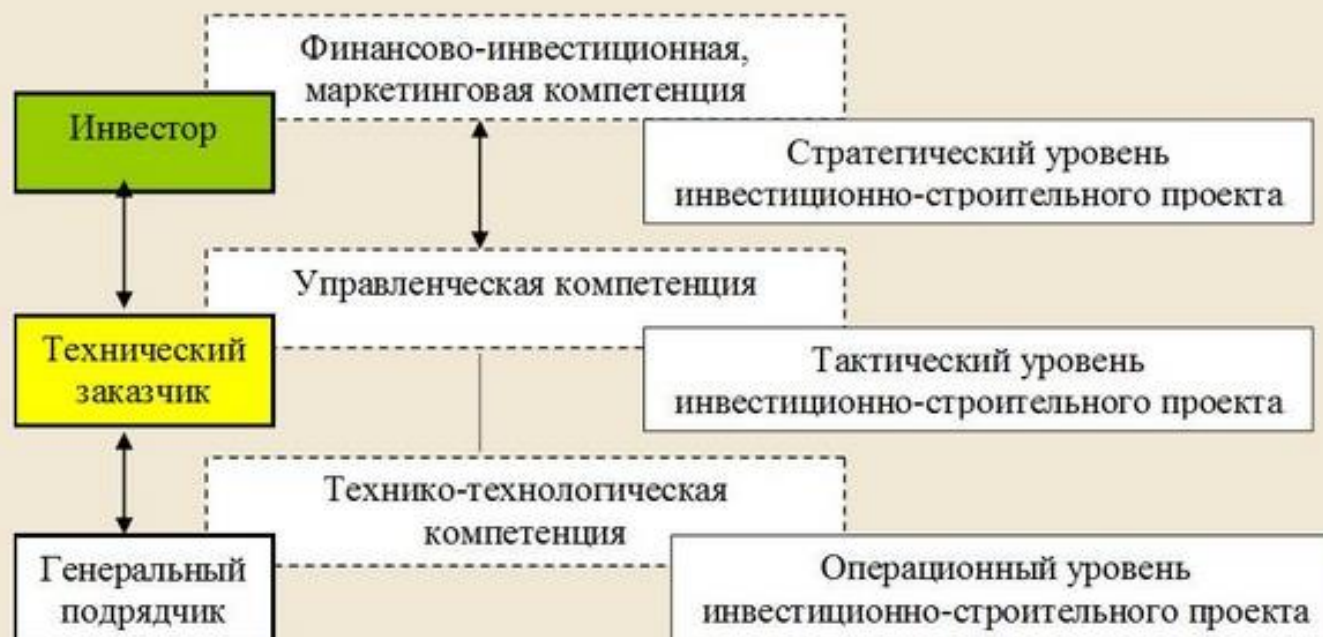 Финансово-инвестиционная,
маркетинговая компетенция
Инвестор
Стратегический уровень
инвестиционно-строительного проекта
Управленческая компетенция
Технический
заказчик
Тактический уровень
инвестиционно-строительного проекта
Технико-технологическая
компетенция
Генеральный
подрядчик
Операционный уровень
инвестиционно-строительного проекта